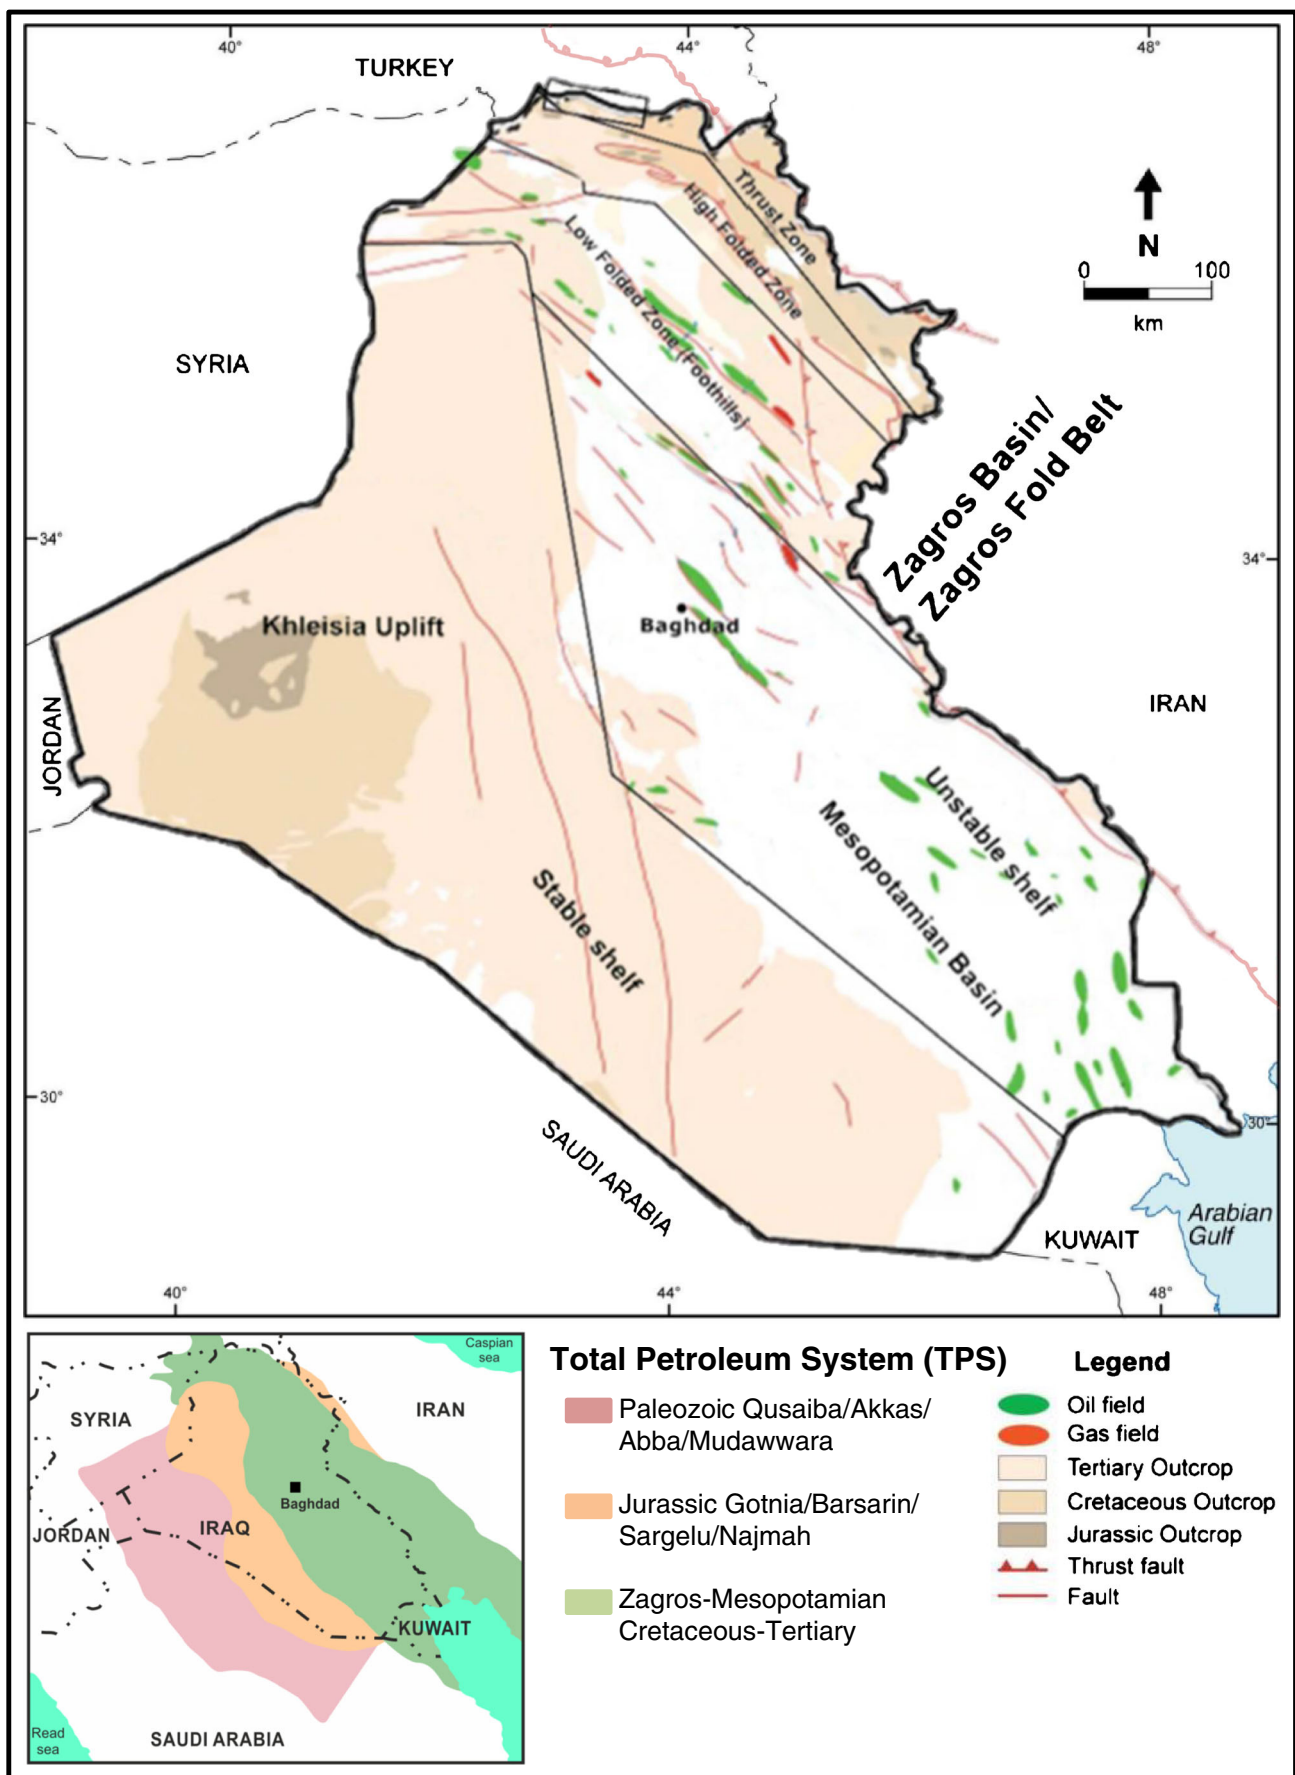 40°
44°
48°
TURKEY
N
0 100
km
Thrust Zone
High Folded Zone
Low Folded Zone (Foothills)
SYRIA
Zagros Basin/
Zagros Fold Belt
34°
34°
Khleisia Uplift
Baghdad
JORDAN
IRAN
Unstable shelf
Mesopotamian Basin
Stable shelf
30°
30°
SAUDI ARABIA
Arabian
Gulf
KUWAIT
40°
44°
48°
Caspian
sea
IRAN
SYRIA
Baghdad
IRAQ
JORDAN
KUWAIT
Read
sea
SAUDI ARABIA
Total Petroleum System (TPS)
Paleozoic Qusaiba/Akkas/
Abba/Mudawwara
Jurassic Gotnia/Barsarin/
Sargelu/Najmah
Zagros-Mesopotamian
Cretaceous-Tertiary
Legend
Oil field
Gas field
Tertiary Outcrop
Cretaceous Outcrop
Jurassic Outcrop
Thrust fault
Fault